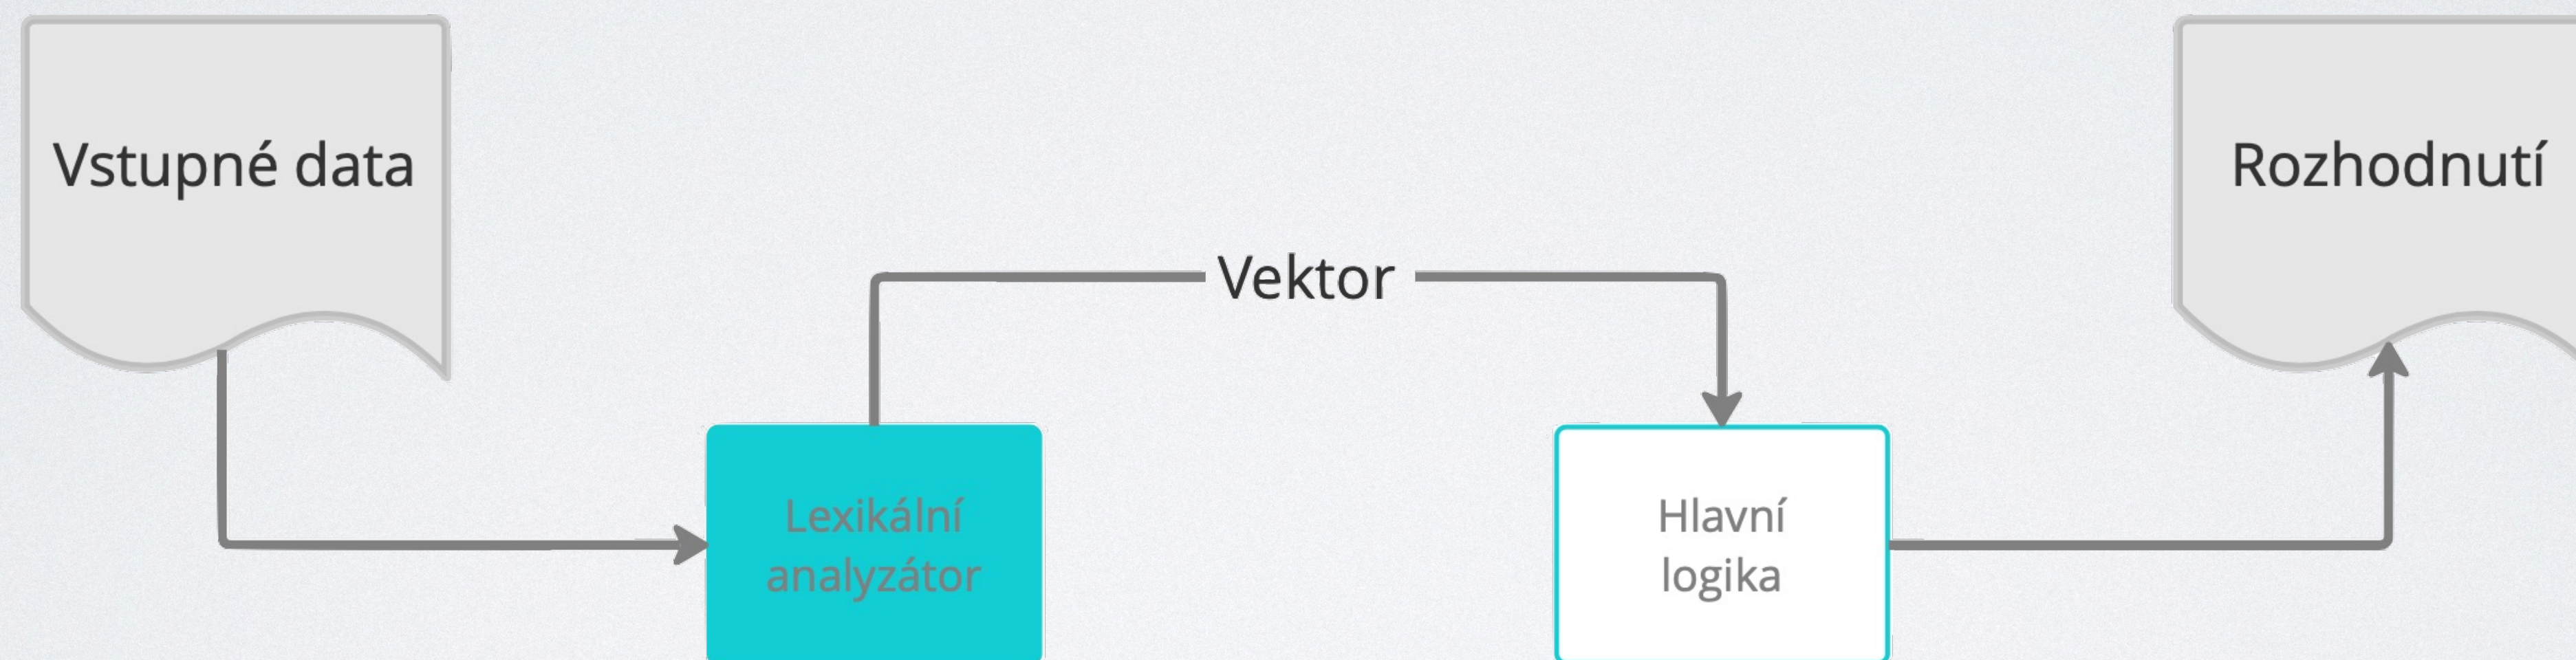 Vstupné data
Rozhodnutí
Vektor
Lexikální
analyzátor
Hlavní
logika